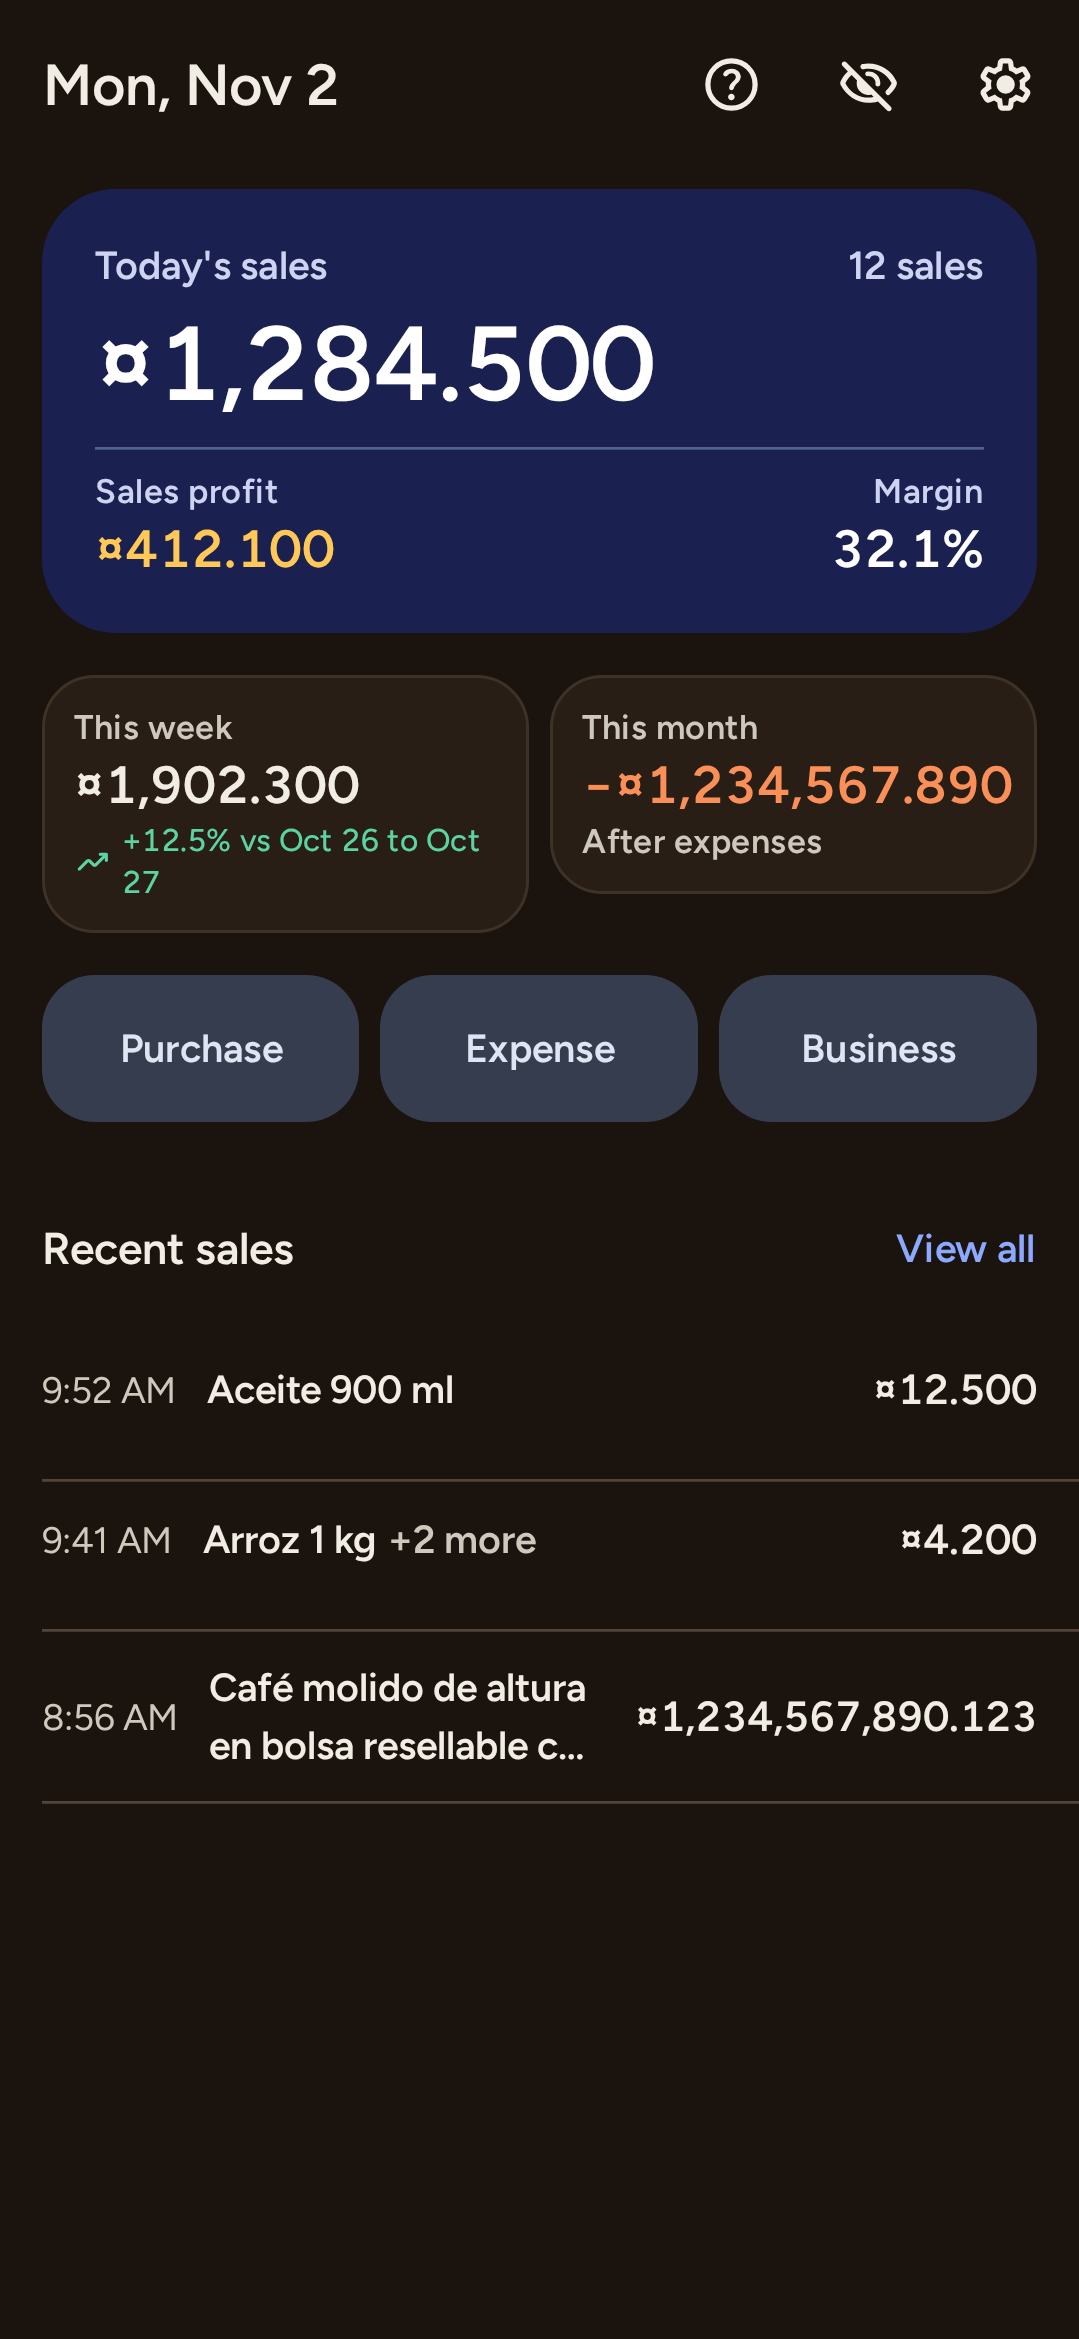 Mon, Nov 2
Today's sales
12 sales
¤1,284.500
Sales profit
Margin
¤412.100
32.1%
This week
¤1,902.300
+12.5% vs Oct 26 to Oct
27
This month
−¤1,234,567.890
After expenses
Purchase
Expense
Business
Recent sales
View all
9:52 AM Aceite 900 ml ¤12.500
9:41 AM Arroz 1 kg +2 more ¤4.200
8:56 AM Café molido de altura
en bolsa resellable c... ¤1,234,567,890.123